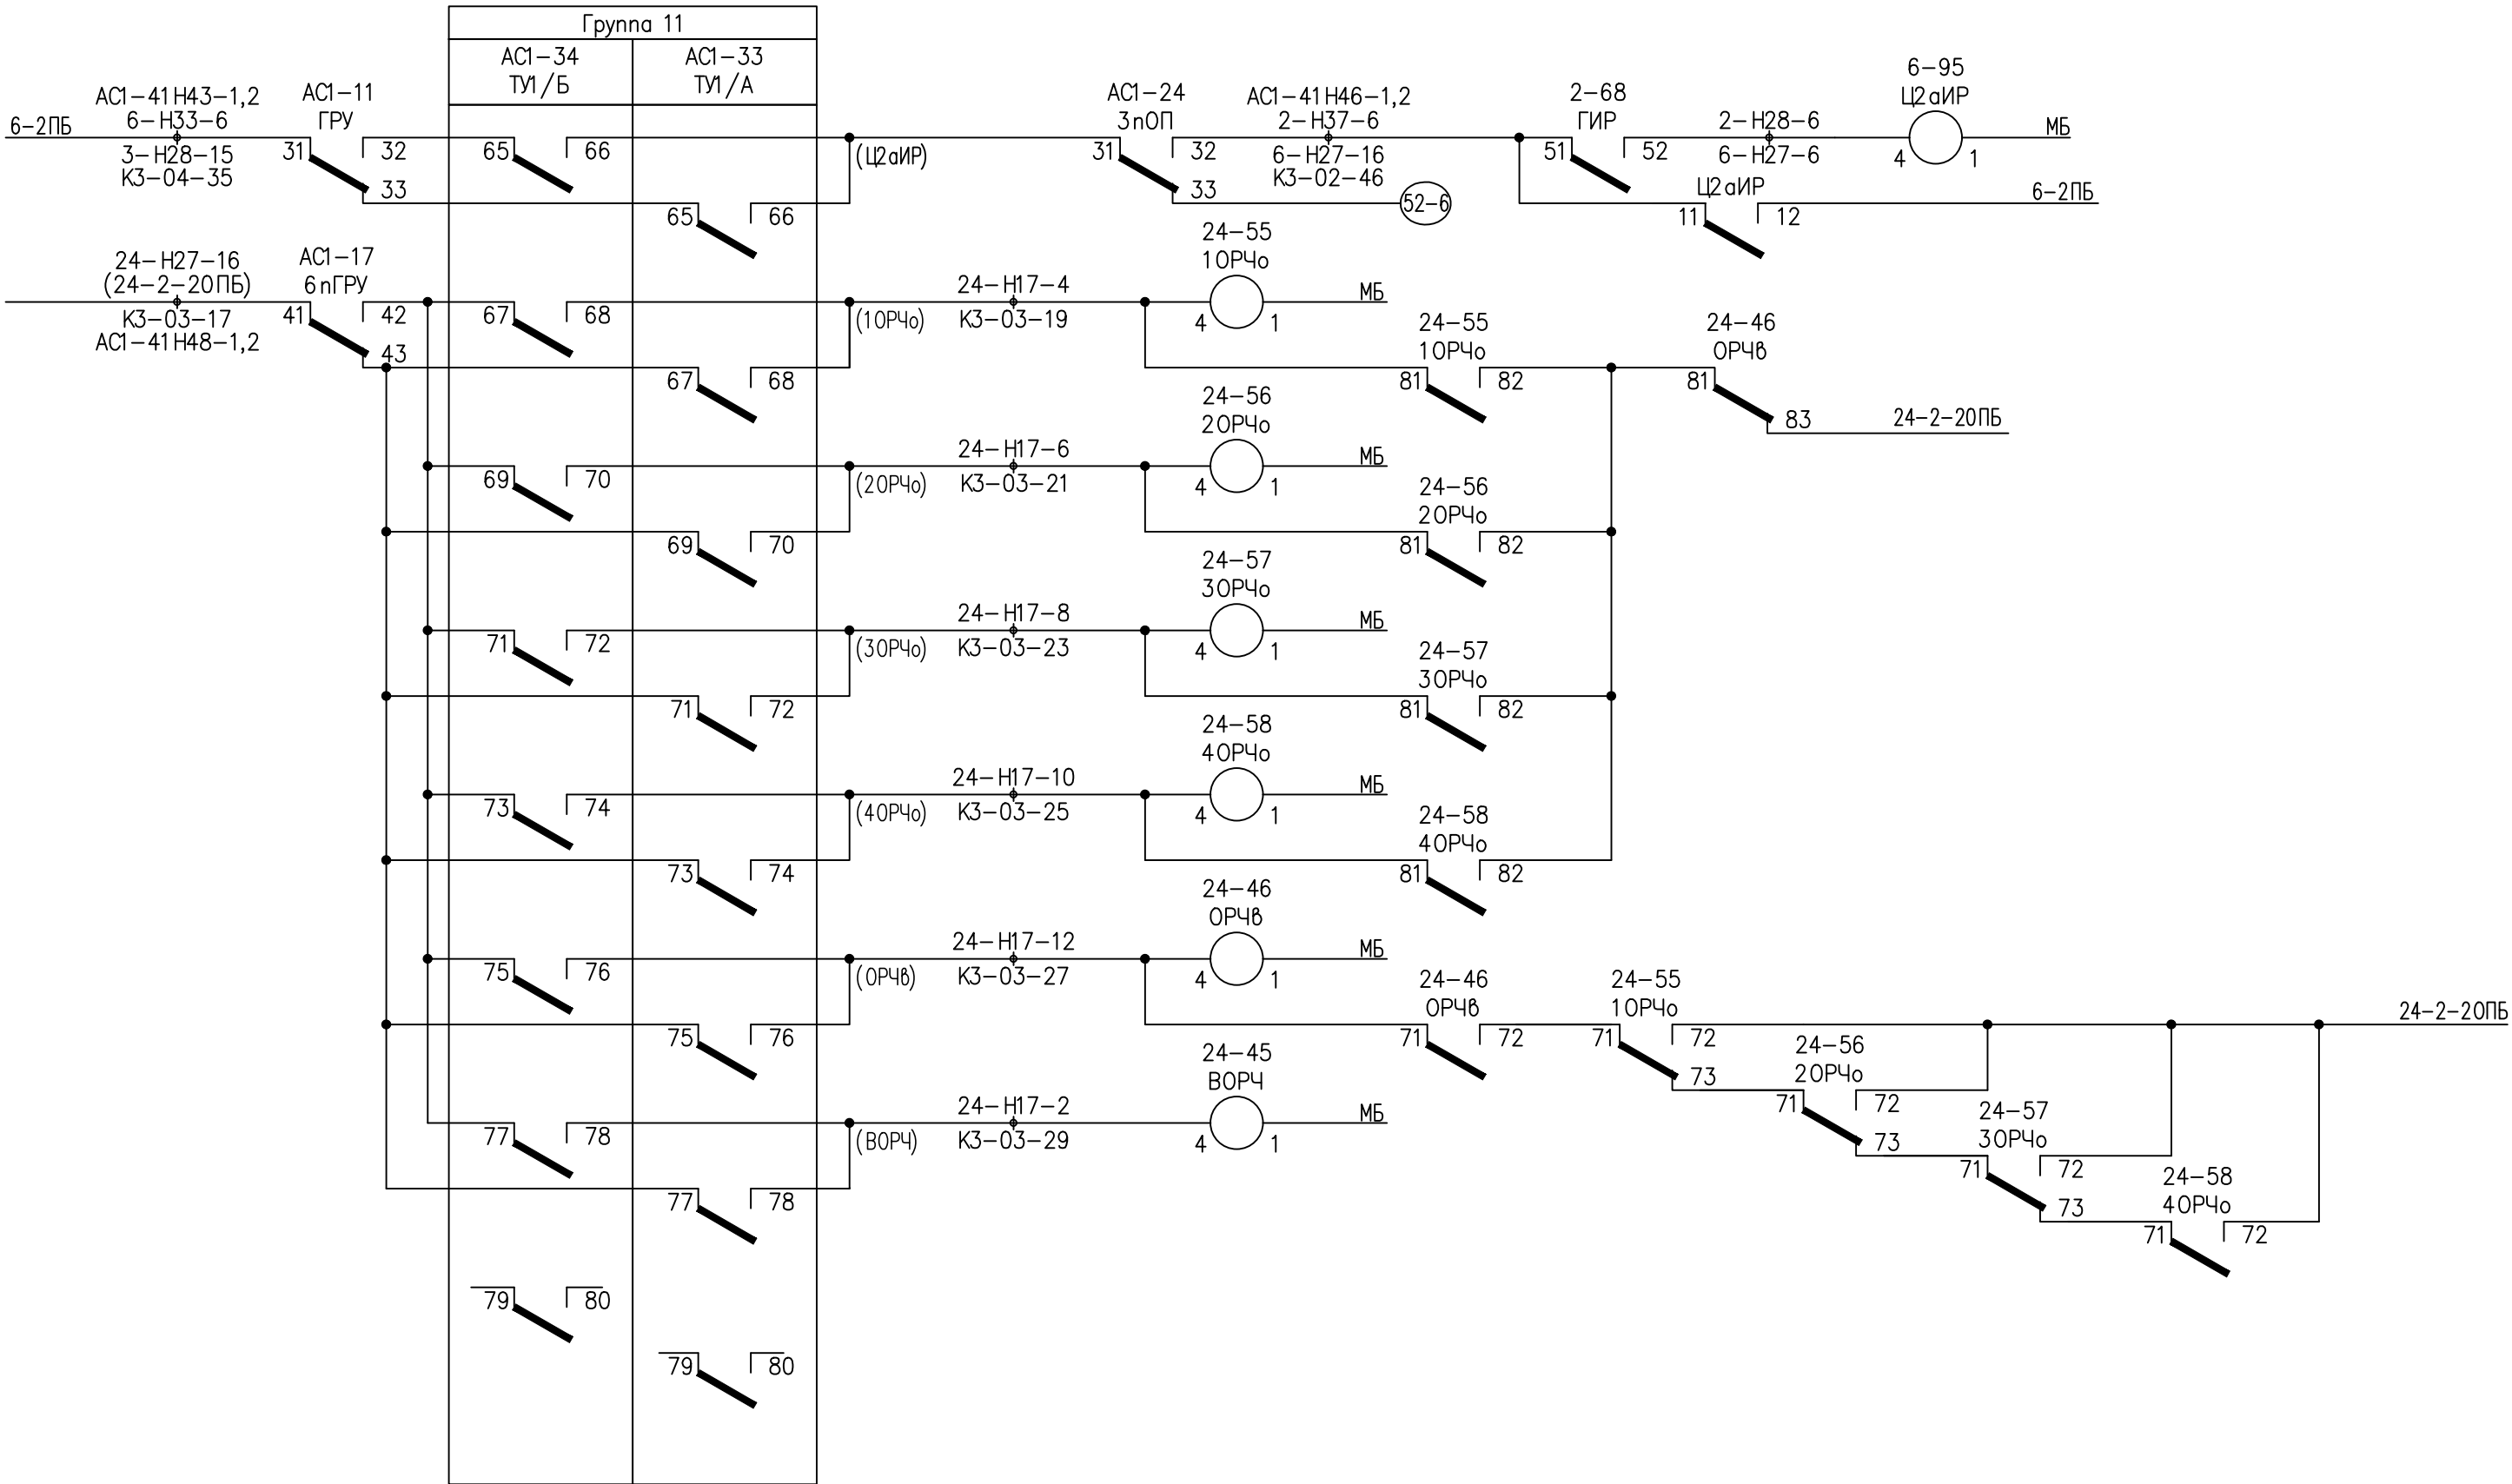 Группа 11
АС1-34
ТУ1/Б
АС1-33
ТУ1/А
6-2ПБ
АС1-41Н43-1,2
6-Н33-6
3-Н28-15
К3-04-35
АС1-11
ГРУ
31
32
33
65
66
65
66
(Ц2аИР)
АС1-24
3пОП
31
32
33
АС1-41Н46-1,2
2-Н37-6
6-Н27-16
К3-02-46
52-6
2-68
ГИР
51
52
2-Н28-6
6-Н27-6
6-95
Ц2аИР
4
1
МБ
Ц2аИР
11
12
6-2ПБ
24-Н27-16
(24-2-20ПБ)
К3-03-17
АС1-41Н48-1,2
АС1-17
6пГРУ
41
42
43
67
68
67
68
(1ОРЧо)
24-Н17-4
К3-03-19
24-55
1ОРЧо
4
1
МБ
24-55
1ОРЧо
81
82
24-46
ОРЧв
81
83
24-2-20ПБ
69
70
69
70
(2ОРЧо)
24-Н17-6
К3-03-21
24-56
2ОРЧо
4
1
МБ
24-56
2ОРЧо
81
82
71
72
71
72
(3ОРЧо)
24-Н17-8
К3-03-23
24-57
3ОРЧо
4
1
МБ
24-57
3ОРЧо
81
82
73
74
73
74
(4ОРЧо)
24-Н17-10
К3-03-25
24-58
4ОРЧо
4
1
МБ
24-58
4ОРЧо
81
82
75
76
75
76
(ОРЧв)
24-Н17-12
К3-03-27
24-46
ОРЧв
4
1
МБ
24-46
ОРЧв
71
72
24-55
1ОРЧо
71
72
73
24-2-20ПБ
24-56
2ОРЧо
71
72
73
24-57
3ОРЧо
71
72
73
24-58
4ОРЧо
71
72
77
78
77
78
(ВОРЧ)
24-Н17-2
К3-03-29
24-45
ВОРЧ
4
1
МБ
79
80
79
80